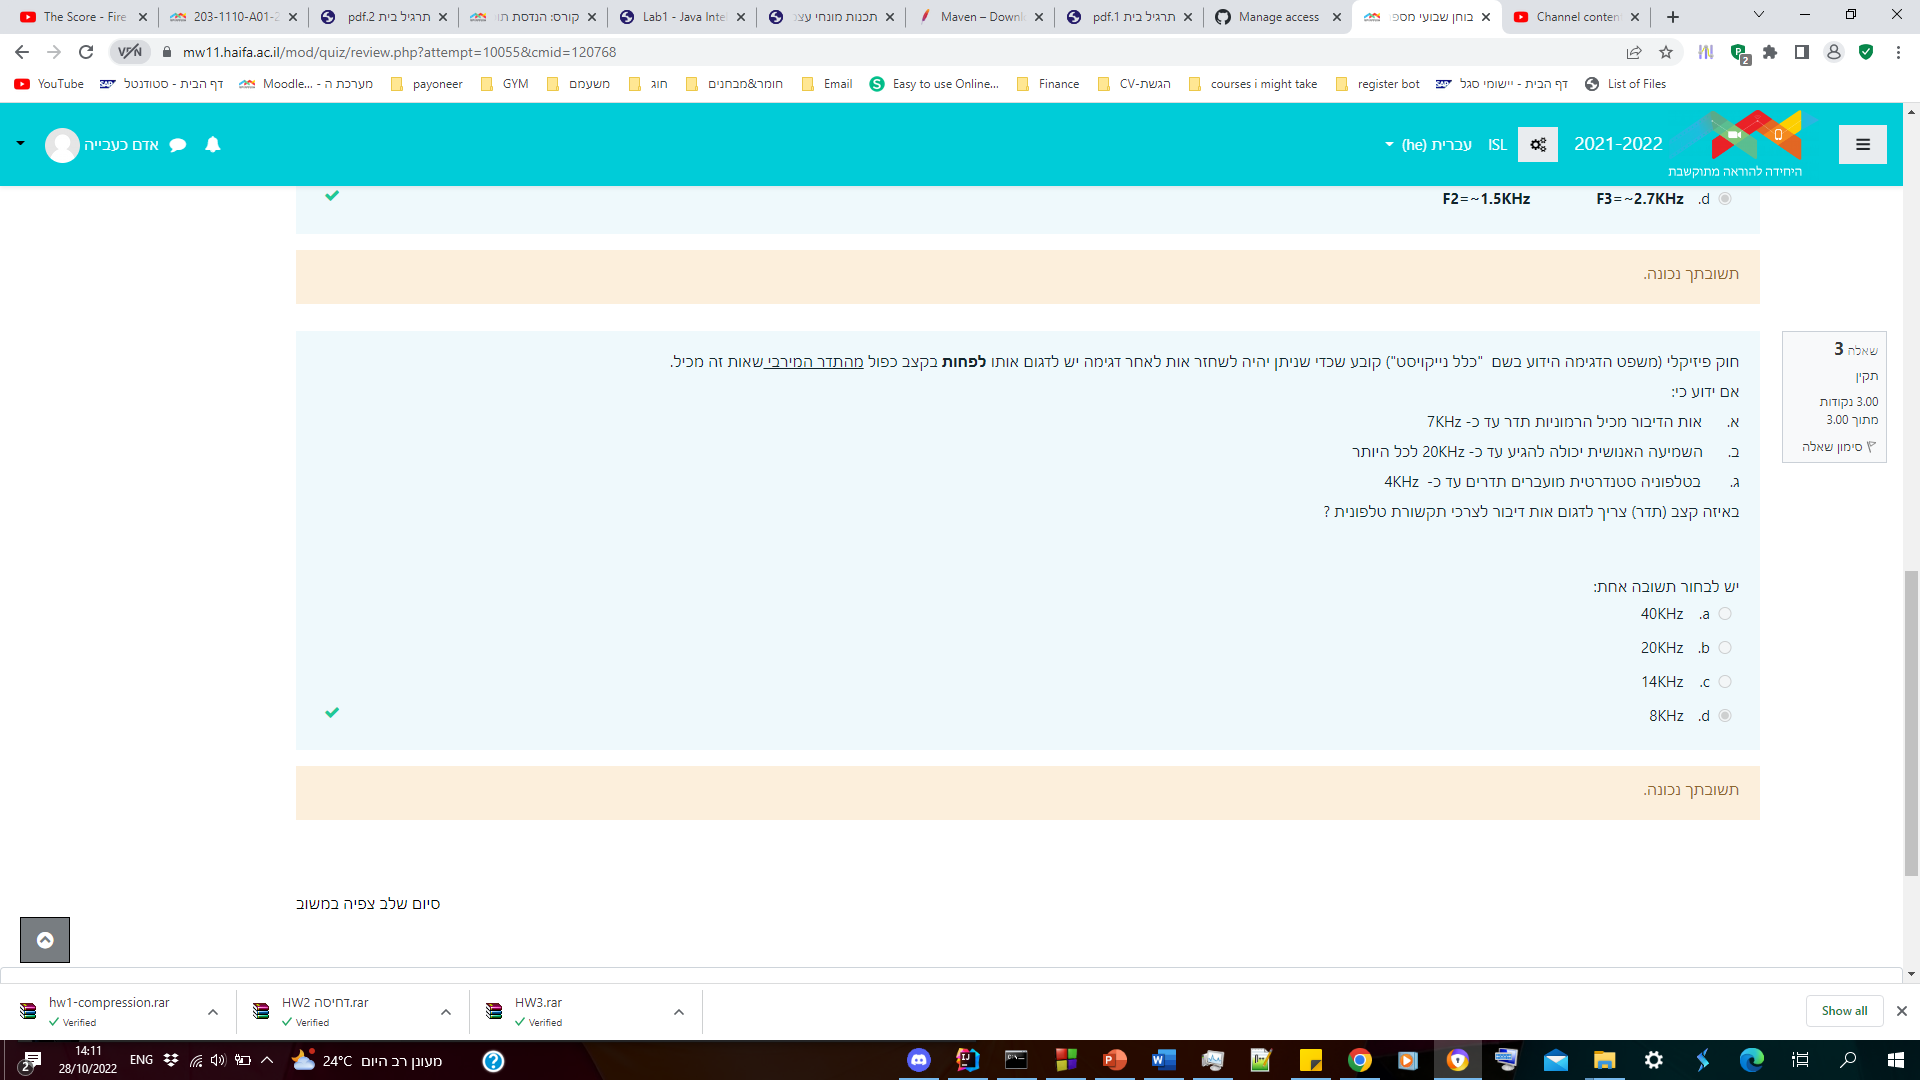 The Score - Fire
203-1110-A01-2
תרגיל בית 2.pdf
קורס: הנדסת תו
Lab1 - Java Inte
תכנות מונחי עצמ
Maven – Downl
תרגיל בית 1.pdf
Manage access
בוחן שבועי מספ
Channel conten
VPN
mw11.haifa.ac.il/mod/quiz/review.php?attempt=10055&cmid=120768
2
YouTube
דף הבית - סטודנטל
Moodle... - מערכת ה
payoneer
GYM
משעמם
חוג
חומר&מבחנים
Email
Easy to use Online...
Finance
הגשת-CV
courses i might take
register bot
דף הבית - יישומי סגל
List of Files
היחידה להוראה מתוקשבת
2021-2022
ISL
עברית (he)
אדם כעבייה
d. F3=~2.7KHz F2=~1.5KHz
תשובתך נכונה.
שאלה 3
תקין
3.00 נקודות
מתוך 3.00
סימון שאלה
חוק פיזיקלי (משפט הדגימה הידוע בשם "כלל נייקויסט") קובע שכדי שניתן יהיה לשחזר אות לאחר דגימה יש לדגום אותו לפחות בקצב כפול מהתדר המירבי שאות זה מכיל.
אם ידוע כי:
א. אות הדיבור מכיל הרמוניות תדר עד כ- 7KHz
ב. השמיעה האנושית יכולה להגיע עד כ- 20KHz לכל היותר
ג. בטלפוניה סטנדרטית מועברים תדרים עד כ- 4KHz
באיזה קצב (תדר) צריך לדגום אות דיבור לצרכי תקשורת טלפונית ?
יש לבחור תשובה אחת:
a. 40KHz
b. 20KHz
c. 14KHz
d. 8KHz
תשובתך נכונה.
סיום שלב צפיה במשוב
hw1-compression.rar
Verified
HW2 דחיסה.rar
Verified
HW3.rar
Verified
Show all
2
14:11
28/10/2022
ENG
24°C מעונן רב היום